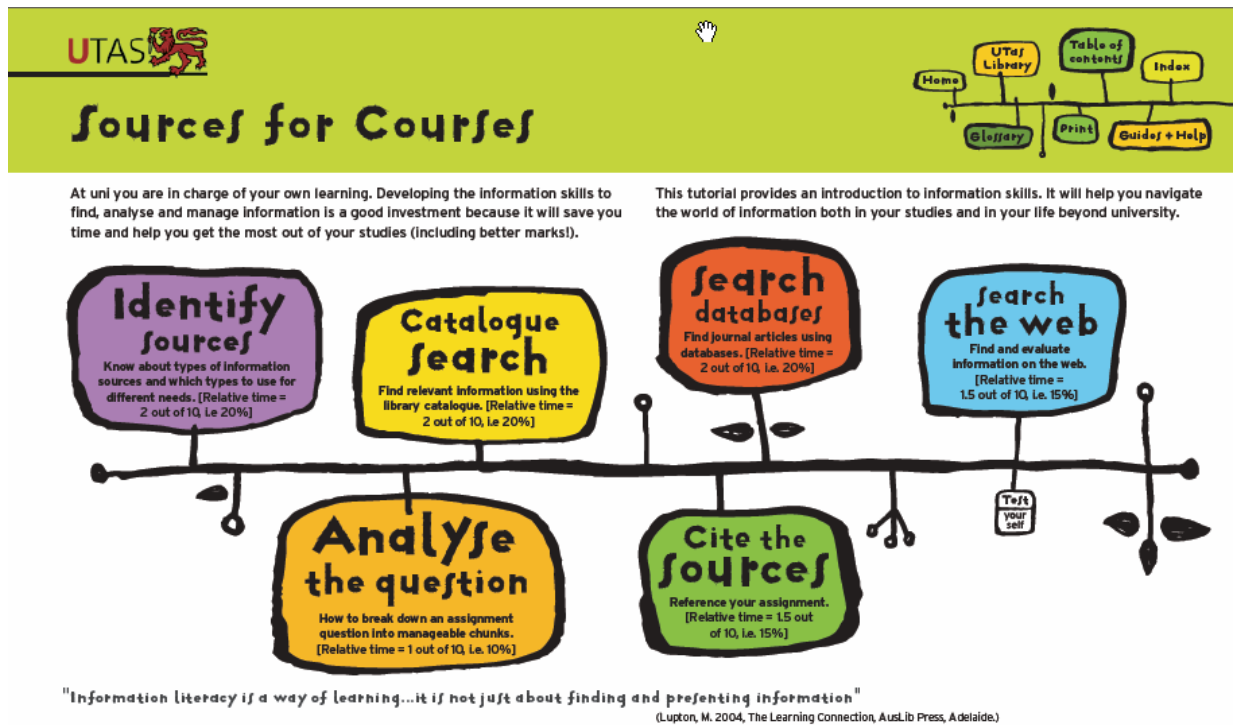 UTAS
Sources for Courses
Home
UTas
Library
Table of
contents
Index
Glossary
Print
Guides + Help
At uni you are in charge of your own learning. Developing the information skills to
find, analyse and manage information is a good investment because it will save you
time and help you get the most out of your studies (including better marks!).
This tutorial provides an introduction to information skills. It will help you navigate
the world of information both in your studies and in your life beyond university.
Identify
sources
Know about types of information
sources and which types to use for
different needs. [Relative time =
2 out of 10, i.e 20%]
Catalogue
search
Find relevant information using the
library catalogue. [Relative time =
2 out of 10, i.e 20%]
Search
databases
Find journal articles using
databases. [Relative time =
2 out of 10, i.e. 20%]
Search
the web
Find and evaluate
information on the web.
[Relative time =
1.5 out of 10, i.e. 15%]
Analyse
the question
How to break down an assignment
question into manageable chunks.
[Relative time = 1 out of 10, i.e. 10%]
Cite the
sources
Reference your assignment.
[Relative time = 1.5 out
of 10, i.e. 15%]
Test
your
self
"Information literacy is a way of learning...it is not just about finding and presenting information"
(Lupton, M. 2004, The Learning Connection, AusLib Press, Adelaide.)